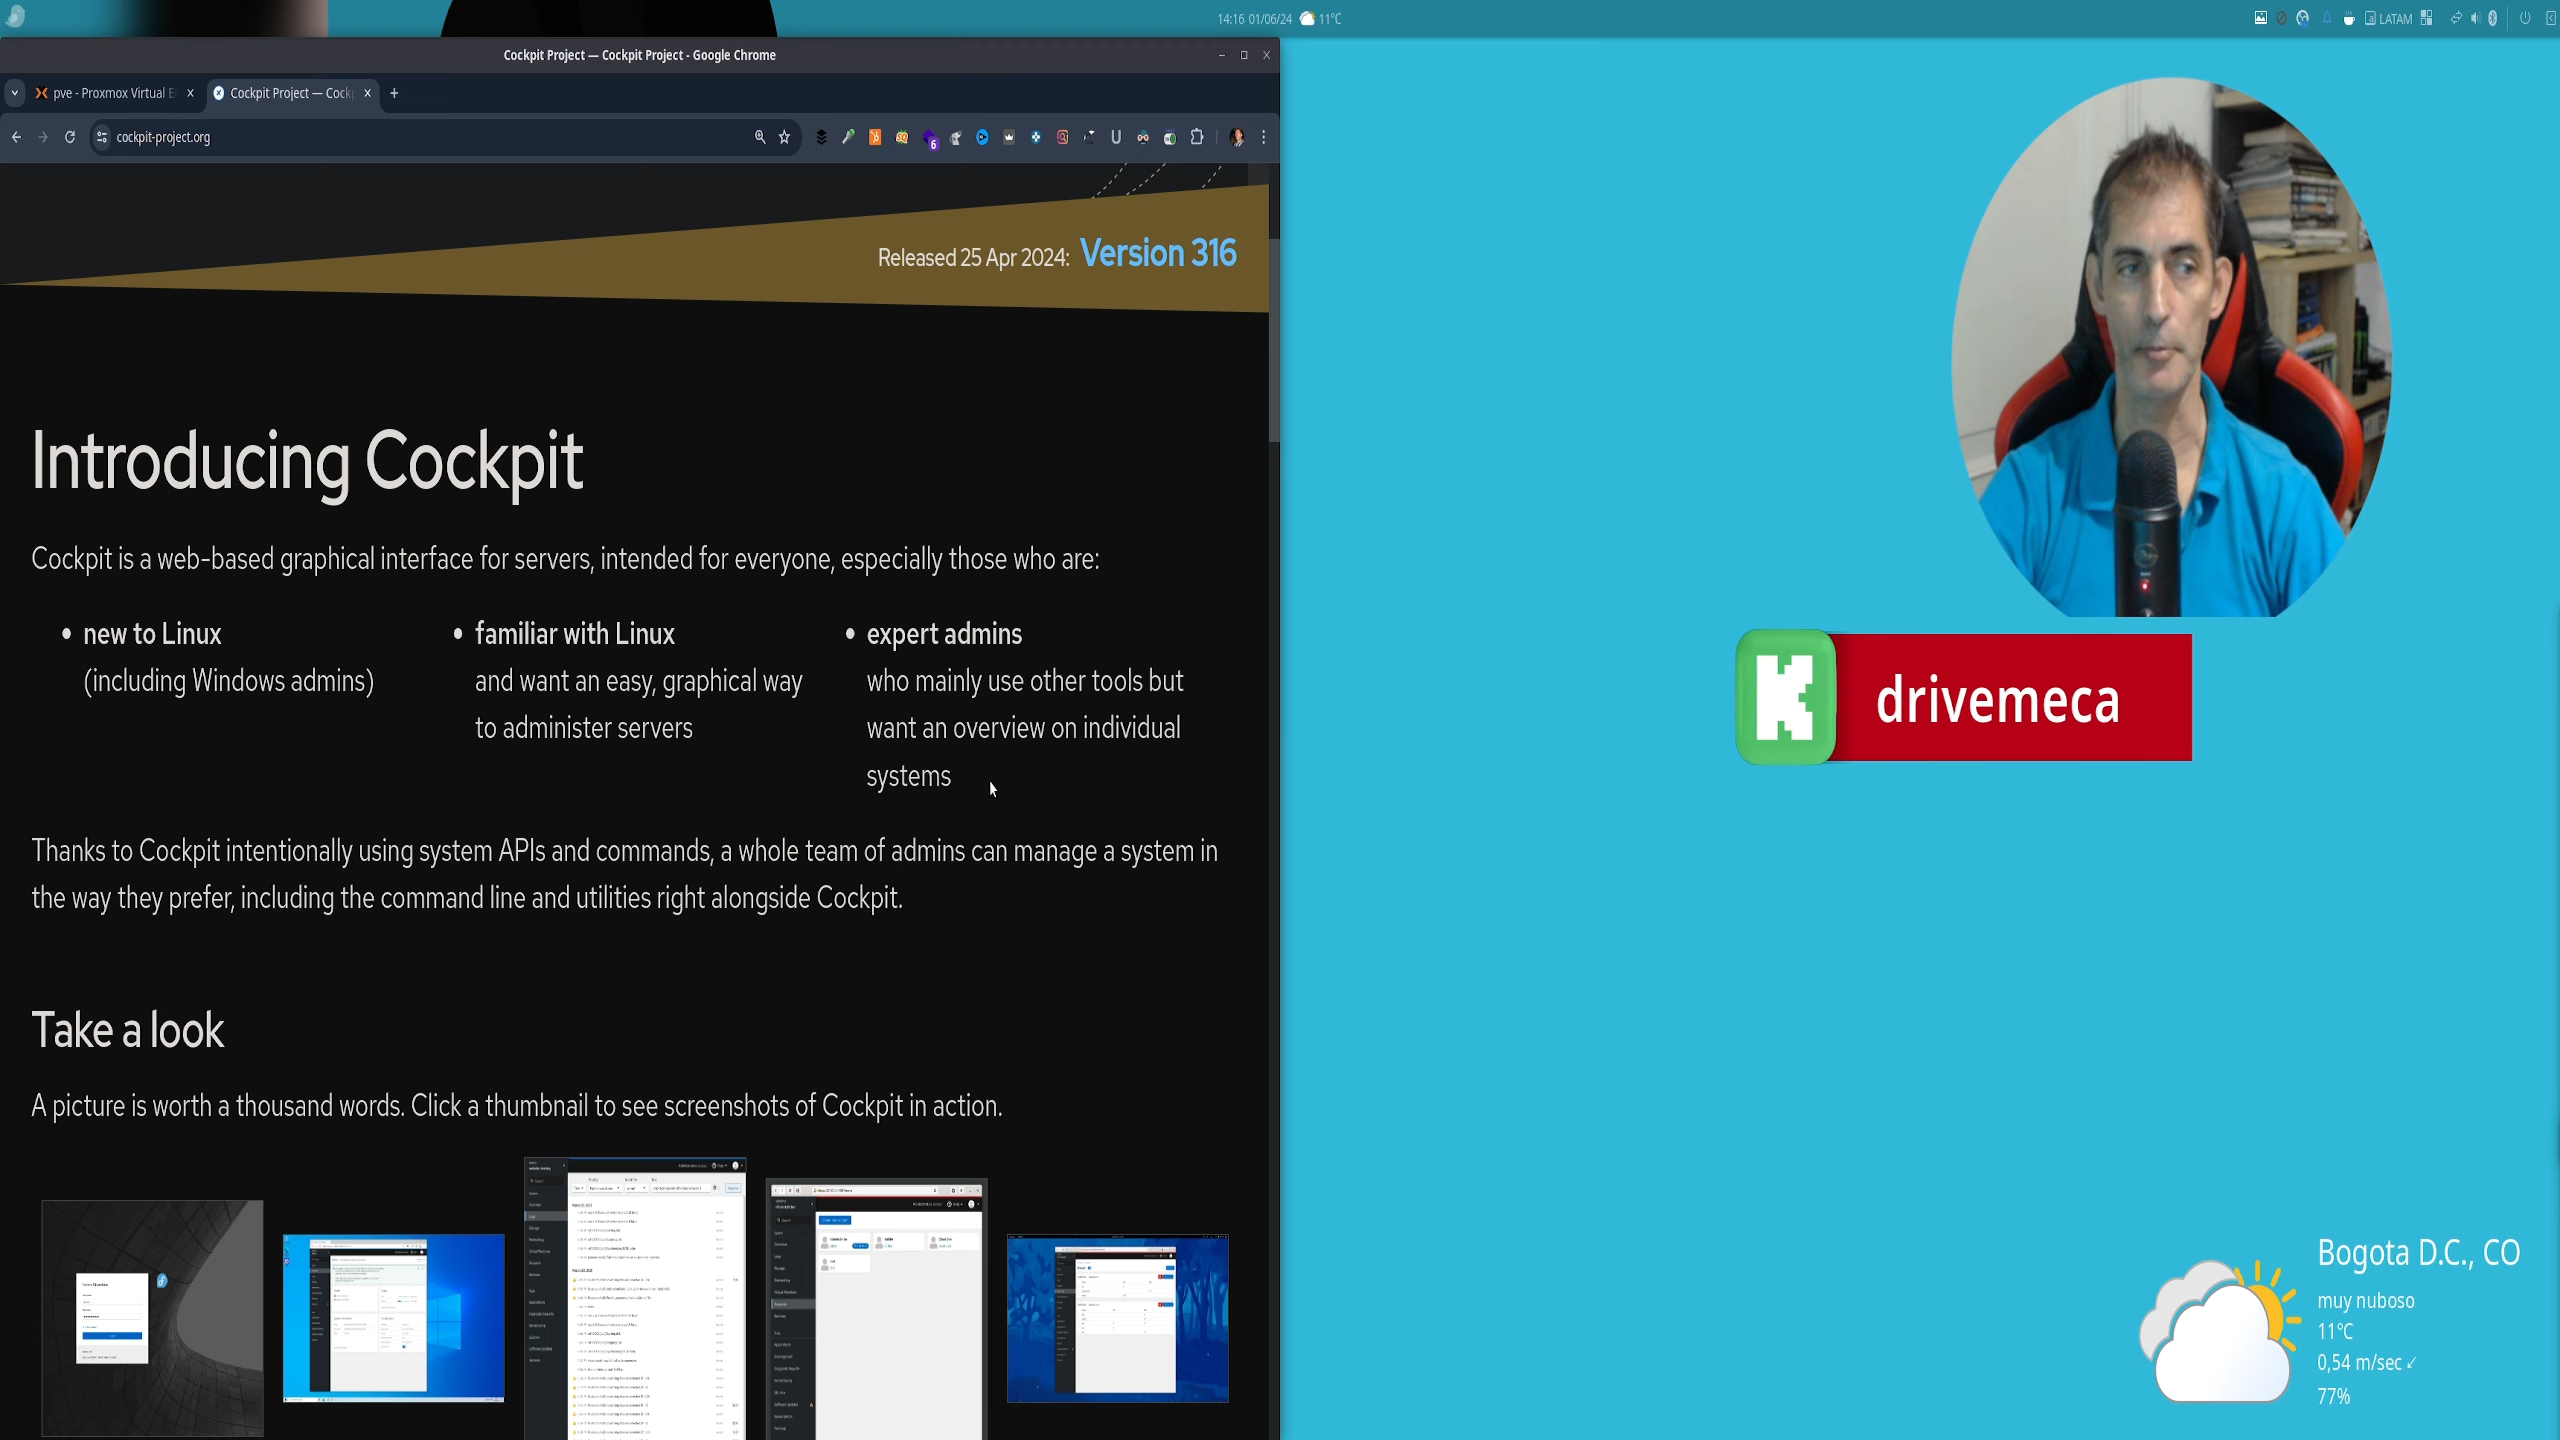 14:16 01/06/24 11°C
LATAM
Cockpit Project — Cockpit Project - Google Chrome
pve - Proxmox Virtual E
Cockpit Project — Cock
cockpit-project.org
6
U
Released 25 Apr 2024: Version 316
Introducing Cockpit
Cockpit is a web-based graphical interface for servers, intended for everyone, especially those who are:
• new to Linux
(including Windows admins)
• familiar with Linux
and want an easy, graphical way
to administer servers
• expert admins
who mainly use other tools but
want an overview on individual
systems
Thanks to Cockpit intentionally using system APIs and commands, a whole team of admins can manage a system in
the way they prefer, including the command line and utilities right alongside Cockpit.
Take a look
A picture is worth a thousand words. Click a thumbnail to see screenshots of Cockpit in action.
K
drivemeca
Bogota D.C., CO
muy nuboso
11°C
0,54 m/sec ↙
77%